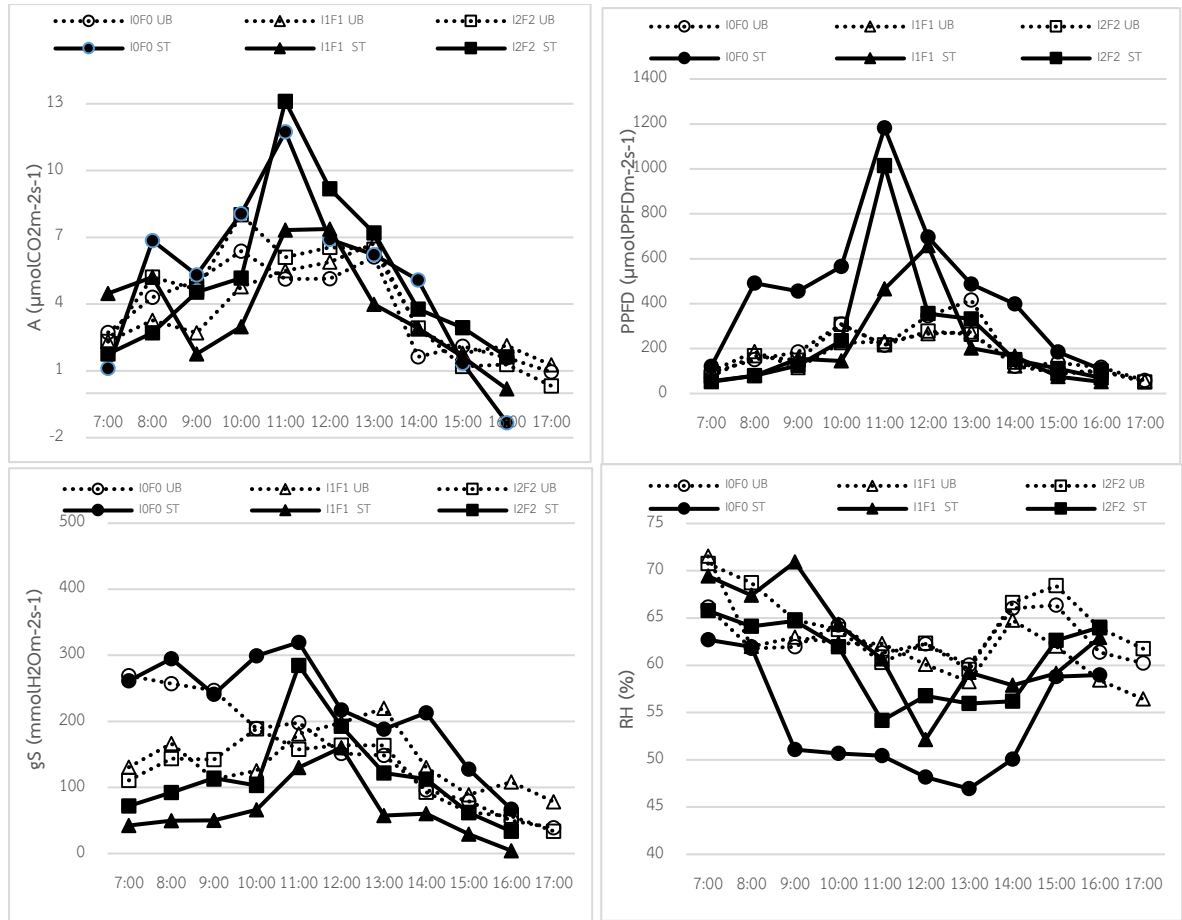 I0F0 UB I1F1 UB I2F2 UB
I0F0 ST I1F1 ST I2F2 ST
A (µmolCO2m-2s-1)
13
10
7
4
1
-2
7:00 8:00 9:00 10:00 11:00 12:00 13:00 14:00 15:00 16:00 17:00
I0F0 UB I1F1 UB I2F2 UB
I0F0 ST I1F1 ST I2F2 ST
PPFD (µmolPPFDm-2s-1)
1400
1200
1000
800
600
400
200
0
7:00 8:00 9:00 10:00 11:00 12:00 13:00 14:00 15:00 16:00 17:00
I0F0 UB I1F1 UB I2F2 UB
I0F0 ST I1F1 ST I2F2 ST
gS (mmolH2Om-2s-1)
500
400
300
200
100
0
7:00 8:00 9:00 10:00 11:00 12:00 13:00 14:00 15:00 16:00 17:00
I0F0 UB I1F1 UB I2F2 UB
I0F0 ST I1F1 ST I2F2 ST
RH (%)
75
70
65
60
55
50
45
40
7:00 8:00 9:00 10:00 11:00 12:00 13:00 14:00 15:00 16:00 17:00